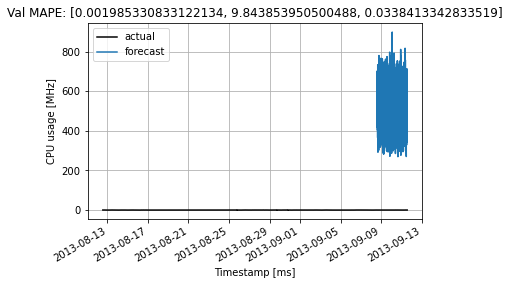 Val MAPE: [0.001985330833122134, 9.843853950500488, 0.0338413342833519]
actual
forecast
800
600
400
200
0
CPU usage [MHz]
2013-08-13
2013-08-17
2013-08-21
2013-08-25
2013-08-29
2013-09-01
2013-09-05
2013-09-09
2013-09-13
Timestamp [ms]